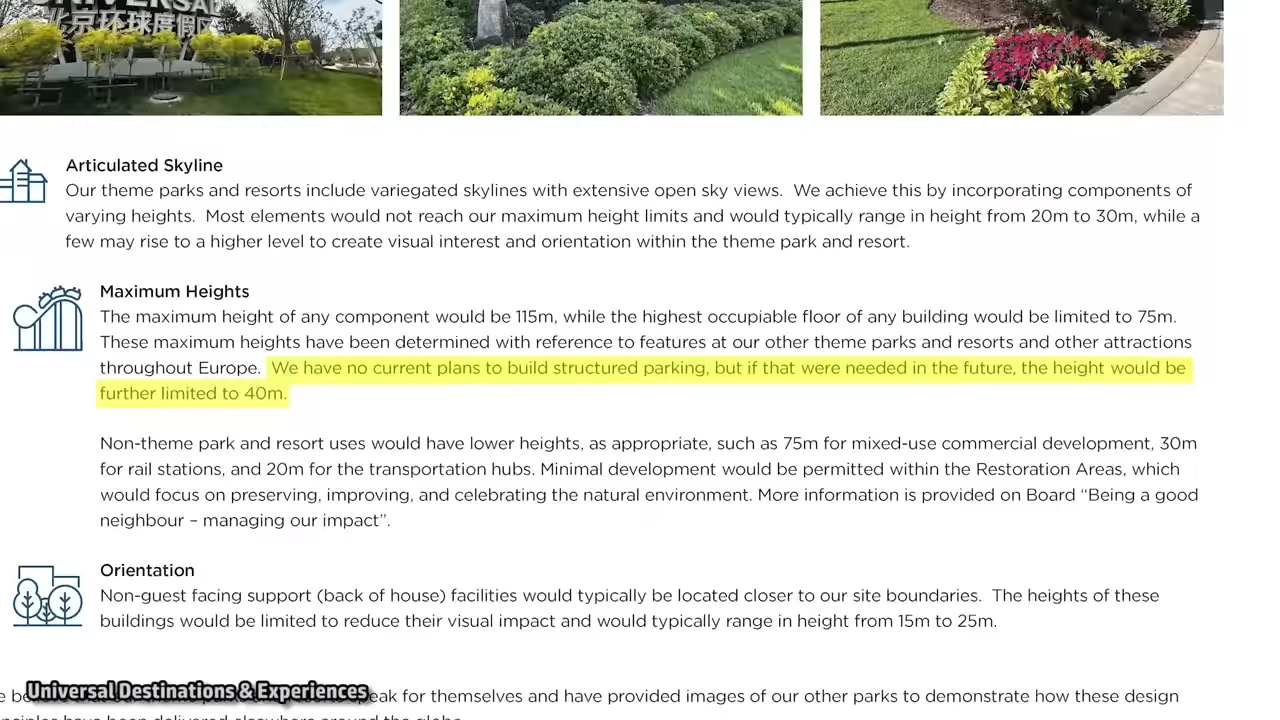 UNIVERSAL
北京环球度假区
Articulated Skyline
Our theme parks and resorts include variegated skylines with extensive open sky views. We achieve this by incorporating components of
varying heights. Most elements would not reach our maximum height limits and would typically range in height from 20m to 30m, while a
few may rise to a higher level to create visual interest and orientation within the theme park and resort.
Maximum Heights
The maximum height of any component would be 115m, while the highest occupiable floor of any building would be limited to 75m.
These maximum heights have been determined with reference to features at our other theme parks and resorts and other attractions
throughout Europe. We have no current plans to build structured parking, but if that were needed in the future, the height would be
further limited to 40m.
Non-theme park and resort uses would have lower heights, as appropriate, such as 75m for mixed-use commercial development, 30m
for rail stations, and 20m for the transportation hubs. Minimal development would be permitted within the Restoration Areas, which
would focus on preserving, improving, and celebrating the natural environment. More information is provided on Board “Being a good
neighbour – managing our impact”.
Orientation
Non-guest facing support (back of house) facilities would typically be located closer to our site boundaries. The heights of these
buildings would be limited to reduce their visual impact and would typically range in height from 15m to 25m.
Universal Destinations & Experiences
eak for themselves and have provided images of our other parks to demonstrate how these design